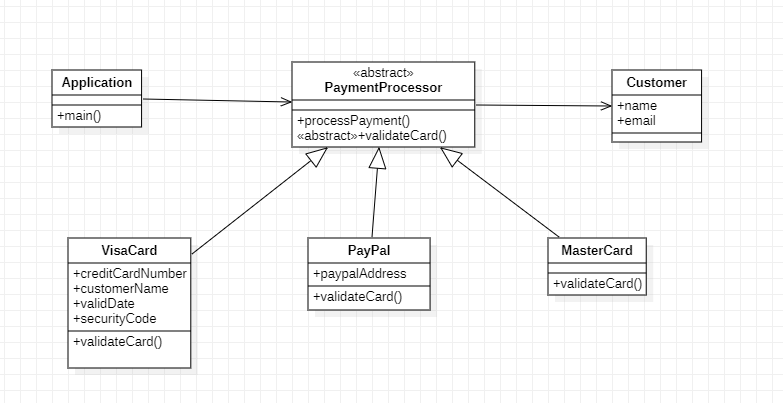 Application
+main()
«abstract»
PaymentProcessor
+processPayment()
«abstract»+validateCard()
Customer
+name
+email
VisaCard
+creditCardNumber
+customerName
+validDate
+securityCode
+validateCard()
PayPal
+paypalAddress
+validateCard()
MasterCard
+validateCard()